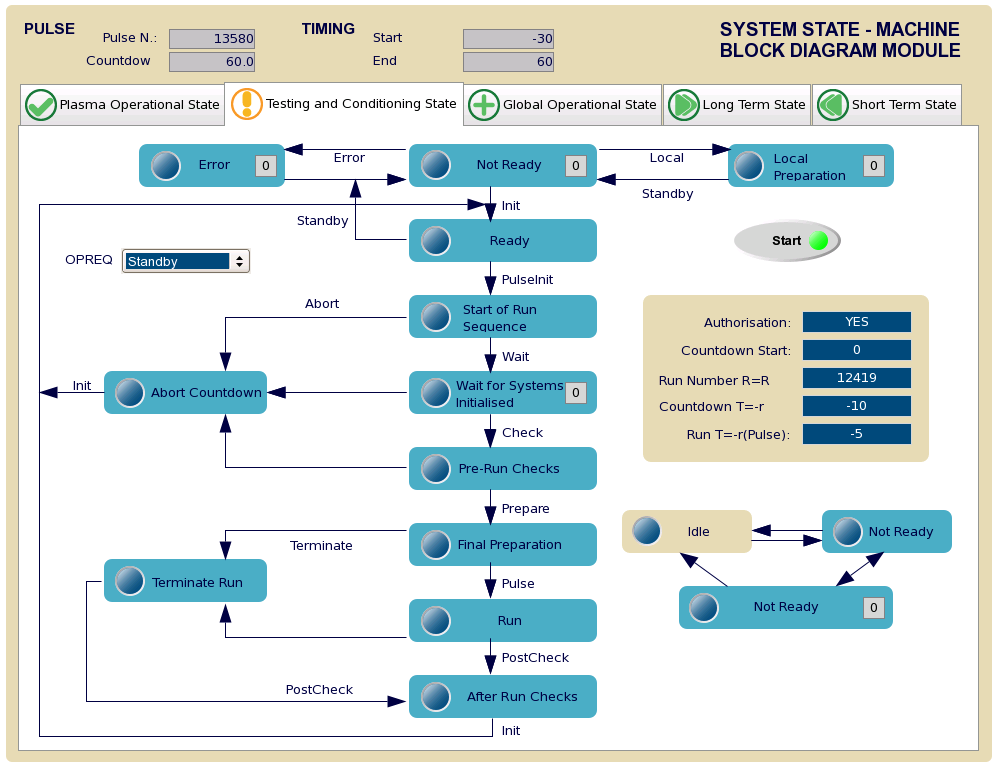 PULSE
Pulse N.: 13580
Countdow 60.0
TIMING
Start -30
End 60
SYSTEM STATE - MACHINE
BLOCK DIAGRAM MODULE
Plasma Operational State
Testing and Conditioning State
Global Operational State
Long Term State
Short Term State
Error 0
Error
Not Ready 0
Local
Local
Preparation 0
Standby
Init
Standby
Ready
Start
OPREQ Standby
PulseInit
Abort
Start of Run
Sequence
Authorisation: YES
Countdown Start: 0
Run Number R=R 12419
Countdown T=-r -10
Run T=-r(Pulse): -5
Wait
Init
Abort Countdown
Wait for Systems
Initialised 0
Check
Pre-Run Checks
Prepare
Terminate
Final Preparation
Idle
Not Ready
Terminate Run
Pulse
Not Ready 0
Run
PostCheck
PostCheck
After Run Checks
Init